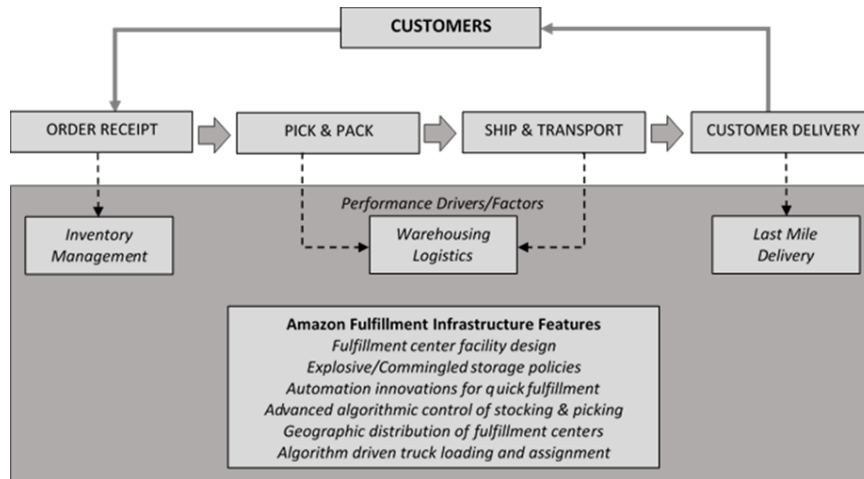 CUSTOMERS
ORDER RECEIPT
PICK & PACK
SHIP & TRANSPORT
CUSTOMER DELIVERY
Performance Drivers/Factors
Inventory
Management
Warehousing
Logistics
Last Mile
Delivery
Amazon Fulfillment Infrastructure Features
Fulfillment center facility design
Explosive/Commingled storage policies
Automation innovations for quick fulfillment
Advanced algorithmic control of stocking & picking
Geographic distribution of fulfillment centers
Algorithm driven truck loading and assignment